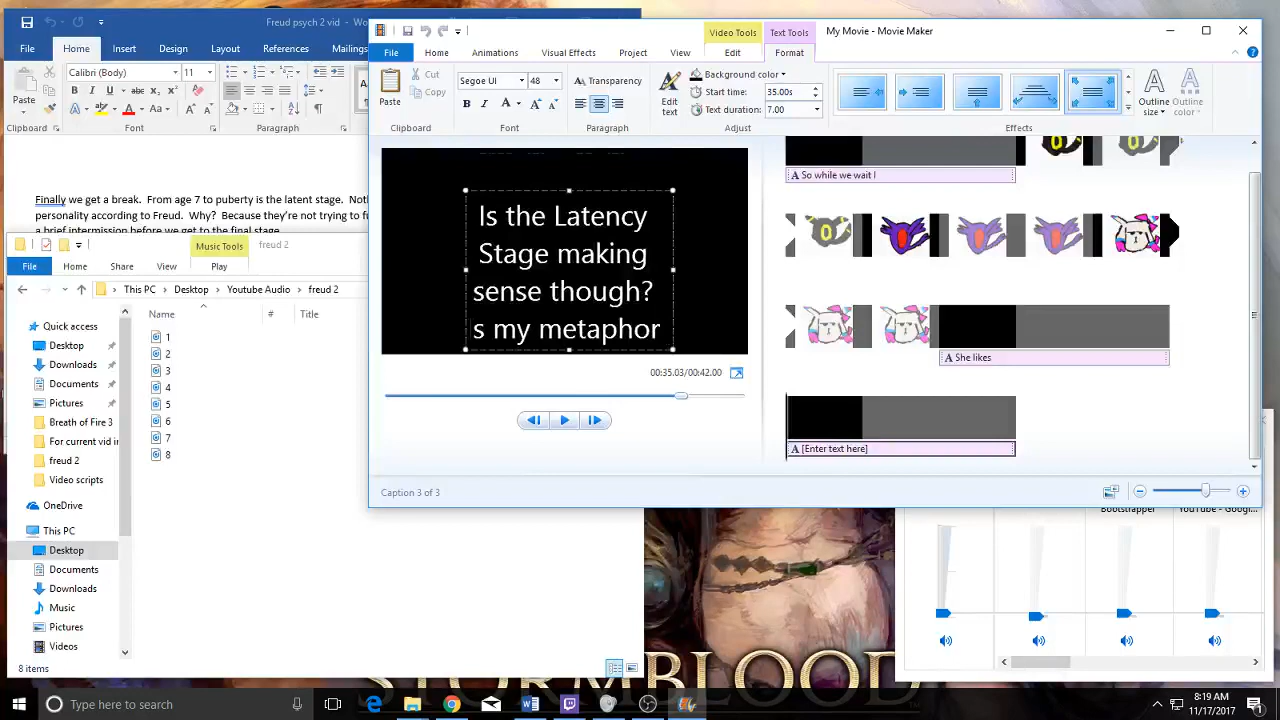 Freud psych 2 vid - Wo
File
Home
Insert
Design
Layout
References
Mailings
Calibri (Body)
11
Paste
Clipboard
Font
Paragraph
Finally we get a break. From age 7 to puberty is the latent stage. Not
personality according to Freud. Why? Because they're not trying to fu
a brief intermission before we get to the final stage.
Music Tools
freud 2
File
Home
Share
View
Play
This PC
Desktop
Youtube Audio
freud 2
Name
#
Title
Quick access
Desktop
Downloads
Documents
Pictures
Breath of Fire 3
For current vid in
freud 2
Video scripts
OneDrive
This PC
Desktop
Documents
Downloads
Music
Pictures
Videos
1
2
3
4
5
6
7
8
8 items
Video Tools
Text Tools
My Movie - Movie Maker
File
Home
Animations
Visual Effects
Project
View
Edit
Format
Paste
Cut
Copy
Clipboard
Segoe UI
48
Transparency
Font
Paragraph
Edit
text
Background color
Start time:
35.00s
Text duration:
7.00
Adjust
Effects
Outline
size
Outline
color
Is the Latency
Stage making
sense though?
s my metaphor
00:35.03/00:42.00
So while we wait I
She likes
[Enter text here]
Caption 3 of 3
Bootstrapper
YouTube - Googl...
STORMBLOOD
Type here to search
8:19 AM
11/17/2017